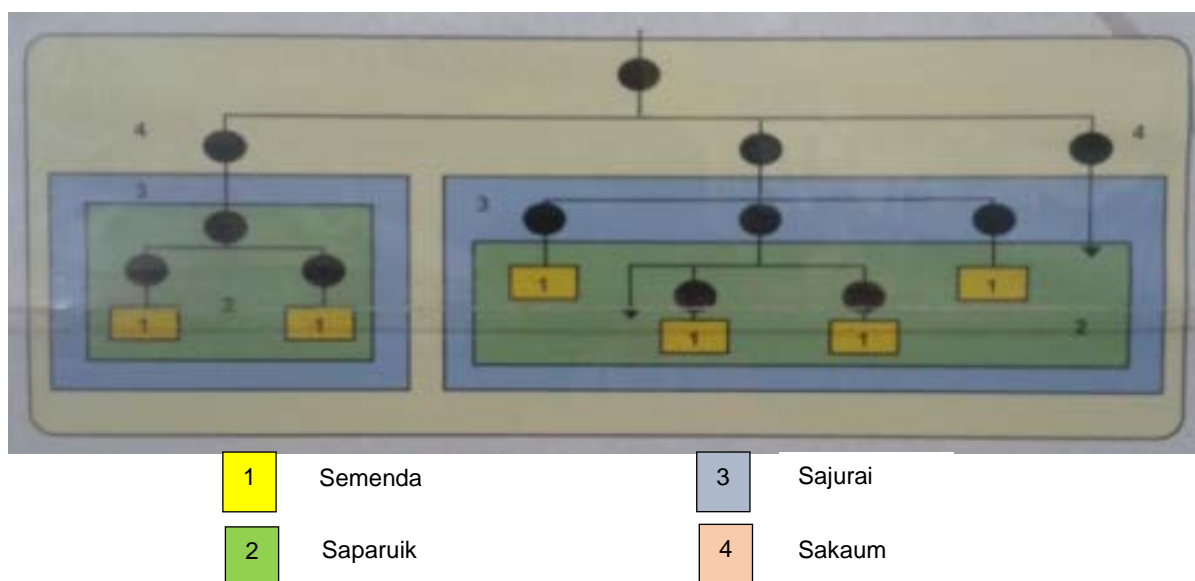 4 4
3
3
1 1
2
1 1 1 1 2
1 Semenda 3 Sajurai
2 Saparuik 4 Sakaum